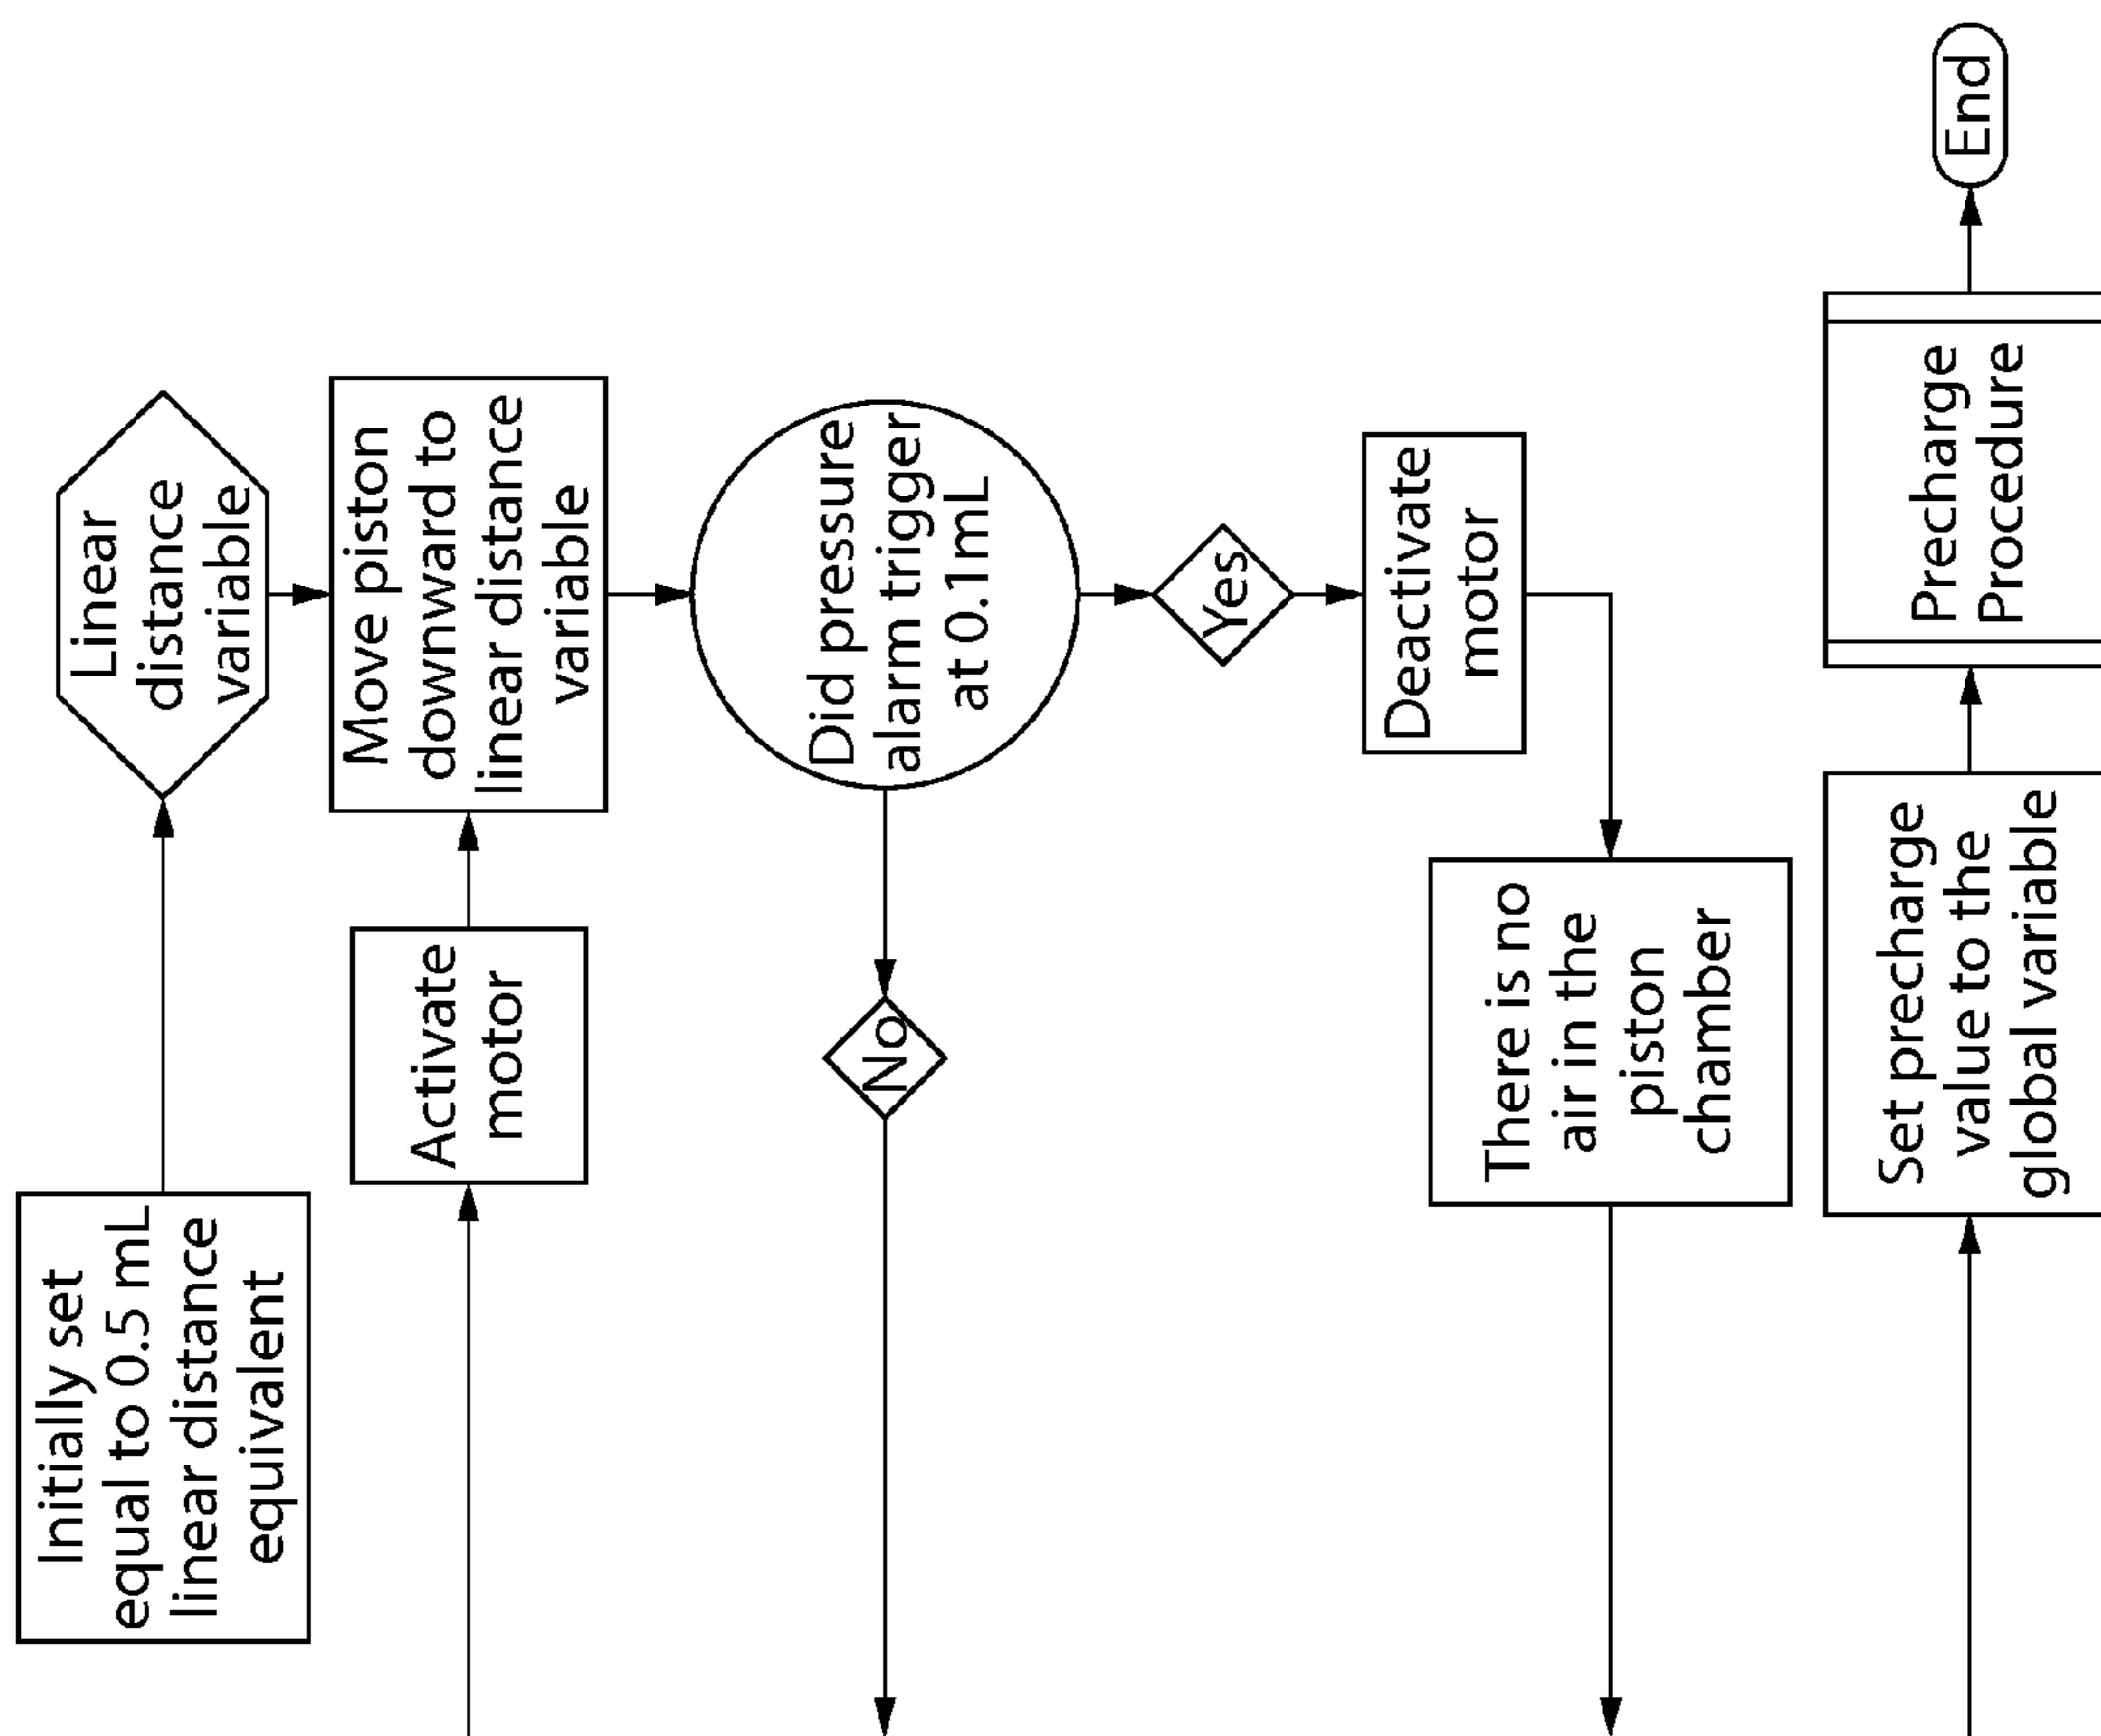 Initially set
equal to 0.5 mL
linear distance
equivalent
Linear
distance
variable
Activate
motor
Move piston
downward to
linear distance
variable
Did pressure
alarm trigger
at 0.1mL
No
Yes
Deactivate
motor
There is no
air in the
piston
chamber
Set precharge
value to the
global variable
Precharge
Procedure
End